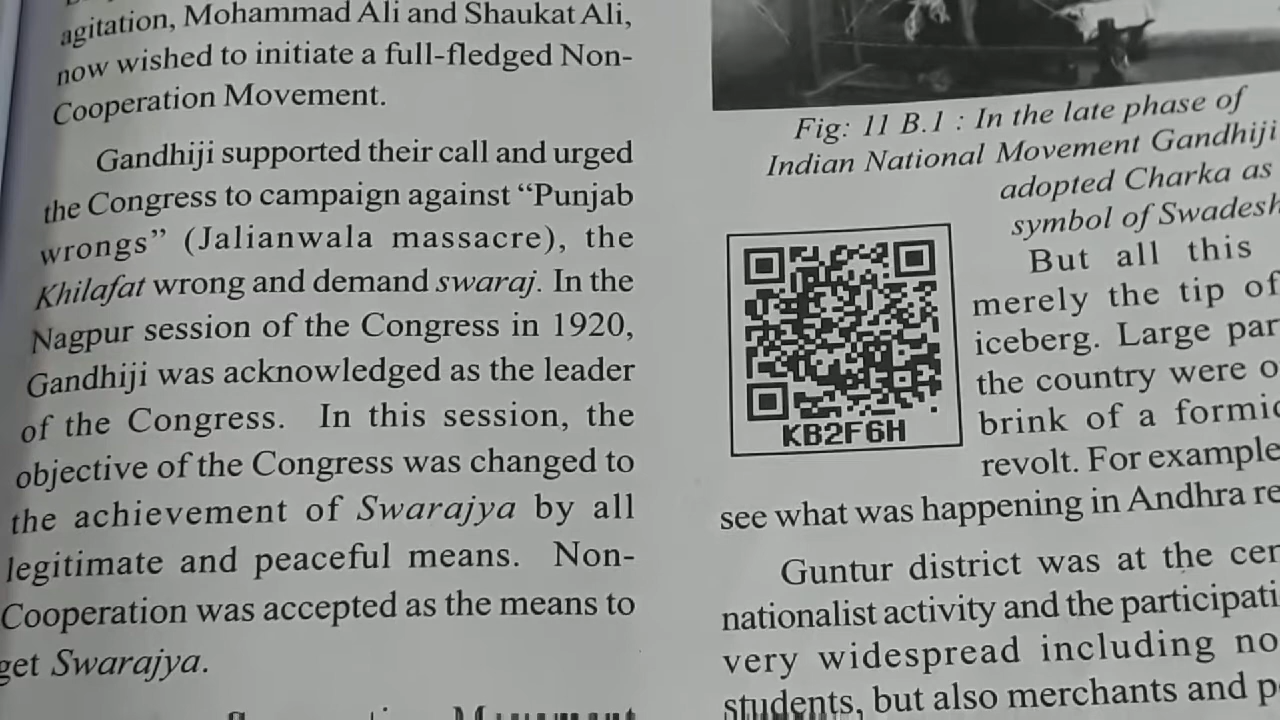 agitation, Mohammad Ali and Shaukat Ali,
now wished to initiate a full-fledged Non-
Cooperation Movement.
Gandhiji supported their call and urged
the Congress to campaign against “Punjab
wrongs” (Jalianwala massacre), the
Khilafat wrong and demand swaraj. In the
Nagpur session of the Congress in 1920,
Gandhiji was acknowledged as the leader
of the Congress. In this session, the
objective of the Congress was changed to
the achievement of Swarajya by all
legitimate and peaceful means. Non-
Cooperation was accepted as the means to
get Swarajya.
Fig: 11 B.1 : In the late phase of
Indian National Movement Gandhiji
adopted Charka as
symbol of
KB2F6H
But all this
merely the tip of
iceberg. Large
the country were
brink of a
revolt. For example
see what was happening in Andhra
Guntur district was at the
nationalist activity and the
very widespread including
students, but also merchants and